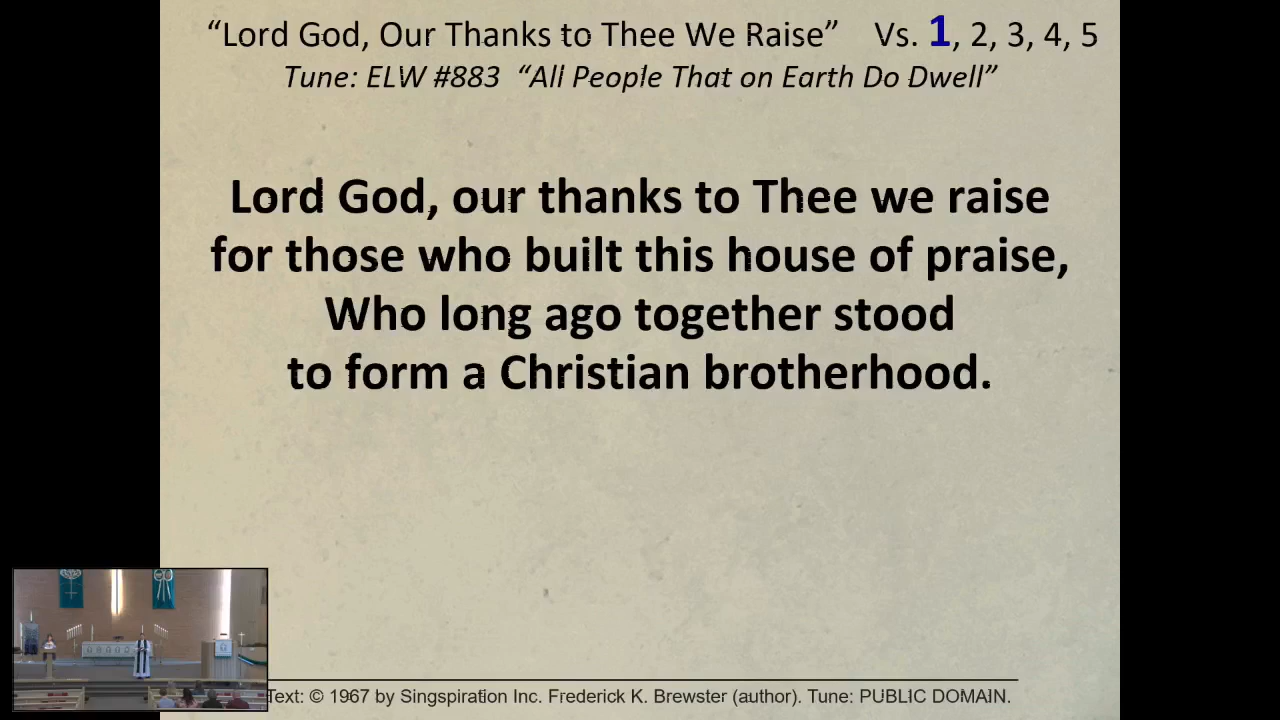 “Lord God, Our Thanks to Thee We Raise” Vs. 1, 2, 3, 4, 5
Tune: ELW #883 “All People That on Earth Do Dwell”
Lord God, our thanks to Thee we raise
for those who built this house of praise,
Who long ago together stood
to form a Christian brotherhood.
Text: © 1967 by Singspiration Inc. Frederick K. Brewster (author). Tune: PUBLIC DOMAIN.